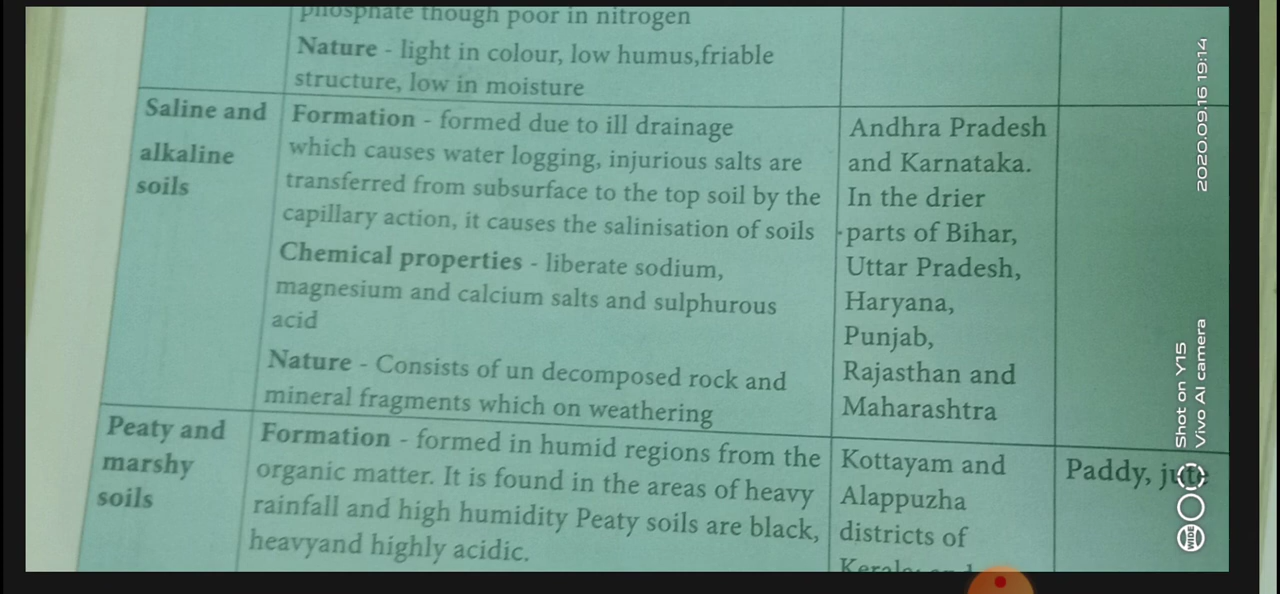 phosphate though poor in nitrogen
Nature - light in colour, low humus,friable
structure, low in moisture
Saline and
alkaline
soils
Formation - formed due to ill drainage
which causes water logging, injurious salts are
transferred from subsurface to the top soil by the
capillary action, it causes the salinisation of soils
Chemical properties - liberate sodium,
magnesium and calcium salts and sulphurous
acid
Nature - Consists of un decomposed rock and
mineral fragments which on weathering
Andhra Pradesh
and Karnataka.
In the drier
parts of Bihar,
Uttar Pradesh,
Haryana,
Punjab,
Rajasthan and
Maharashtra
Peaty and
marshy
soils
Formation - formed in humid regions from the
organic matter. It is found in the areas of heavy
rainfall and high humidity Peaty soils are black,
heavyand highly acidic.
Kottayam and
Alappuzha
districts of
Paddy, jute
2020.09.16 19:14
Shot on Y15
Vivo AI camera
WIDE